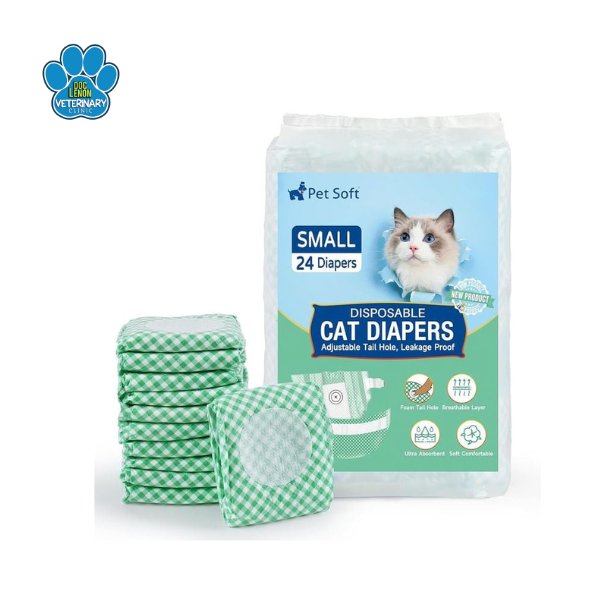 DOC
LENON
VETERINARY
CLINIC
Pet Soft
SMALL
24 Diapers
NEW PRODUCT
DISPOSABLE
CAT DIAPERS
Adjustable Tail Hole, Leakage Proof
Foam Tail Hole
Breathable Layer
Ultra Absorbent
Soft Comfortable